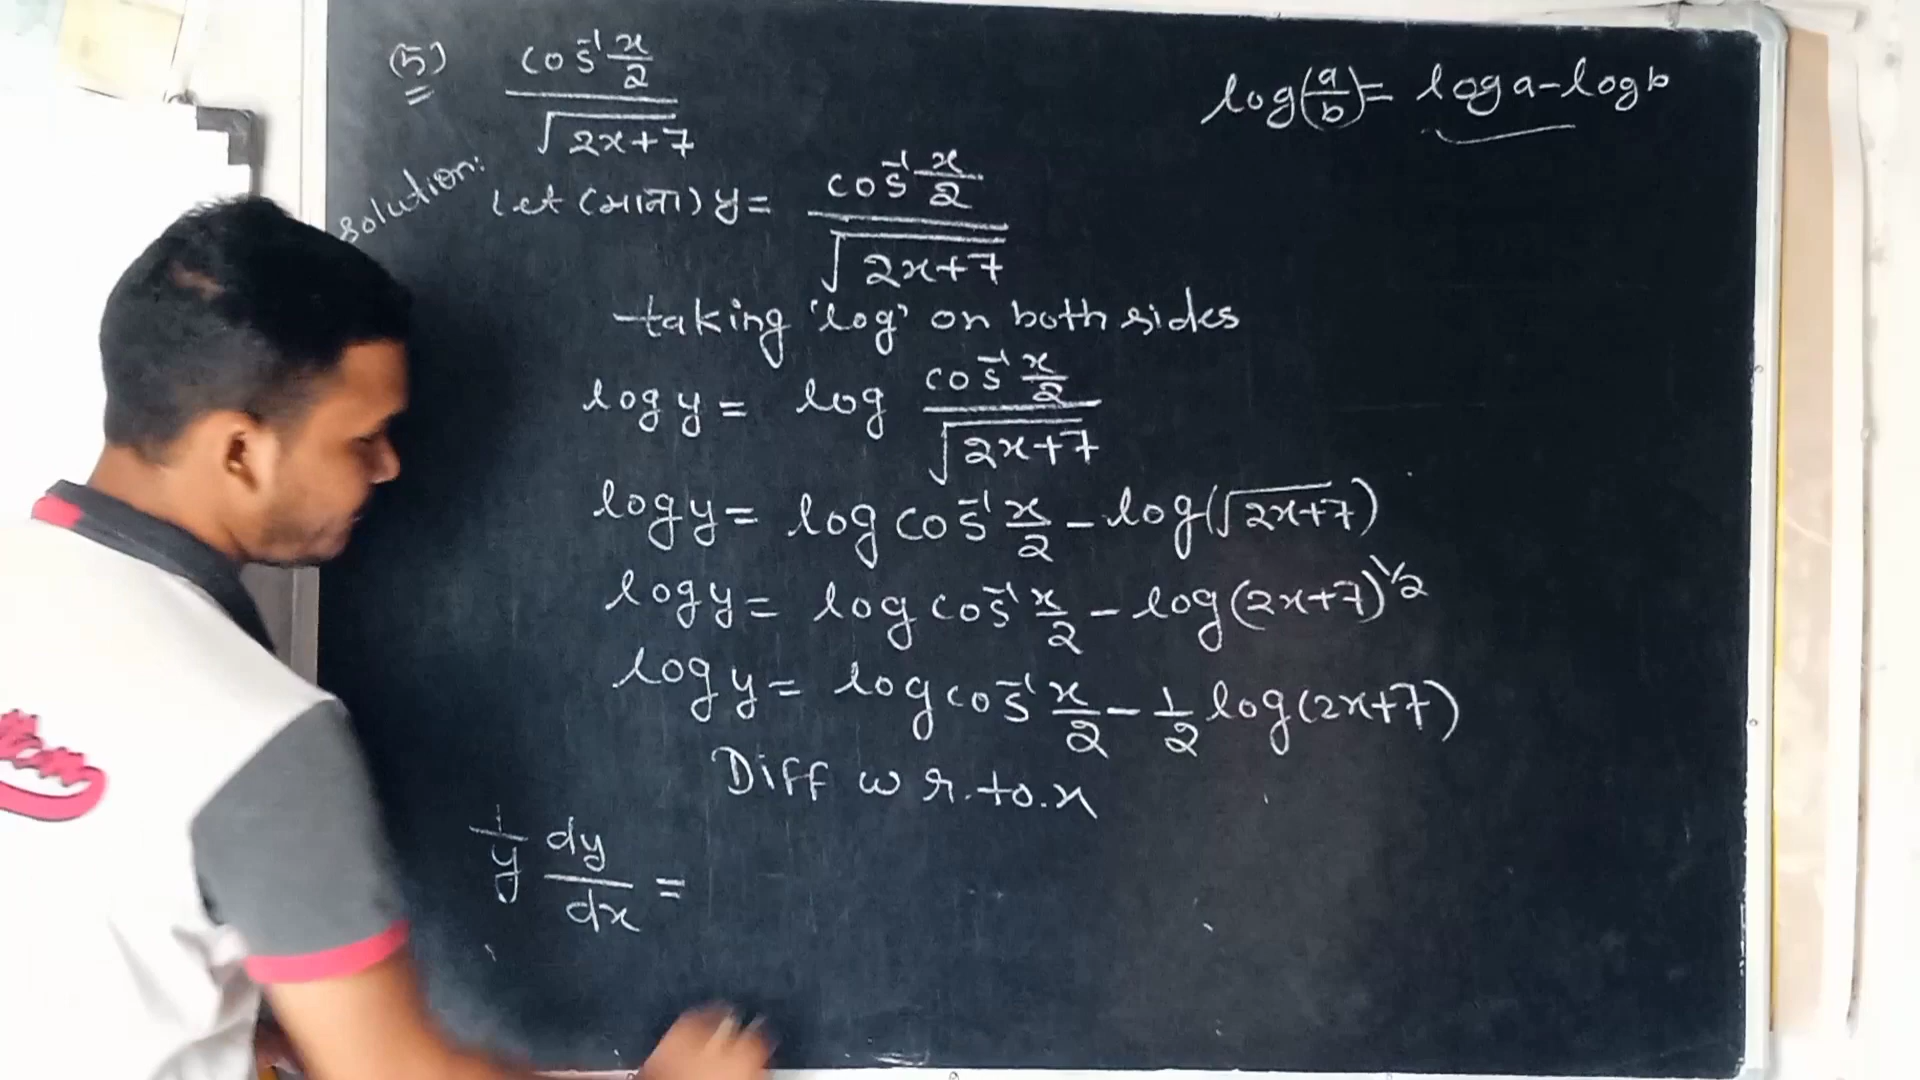 (5) cos⁻¹ x/2 / √2x+7
log(a/b) = log a - log b
Solution: Let (माना) y = cos⁻¹ x/2 / √2x+7
taking 'log' on both sides
log y = log cos⁻¹ x/2 / √2x+7
log y = log cos⁻¹ x/2 - log(√2x+7)
log y = log cos⁻¹ x/2 - log(2x+7)^1/2
log y = log cos⁻¹ x/2 - 1/2 log(2x+7)
Diff w r.to.x
1/y dy/dx =